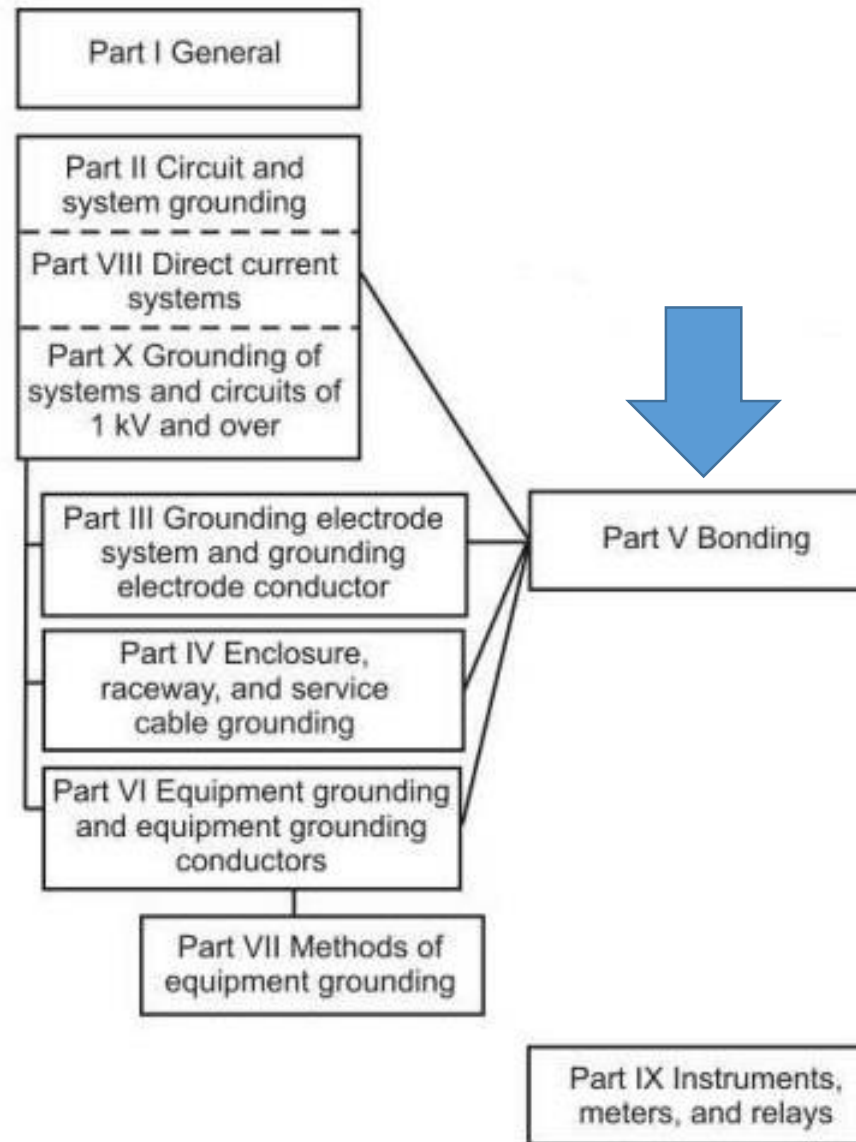 Part I General
Part II Circuit and
system grounding
Part VIII Direct current
systems
Part X Grounding of
systems and circuits of
1 kV and over
Part III Grounding electrode
system and grounding
electrode conductor
Part IV Enclosure,
raceway, and service
cable grounding
Part VI Equipment grounding
and equipment grounding
conductors
Part VII Methods of
equipment grounding
Part V Bonding
Part IX Instruments,
meters, and relays